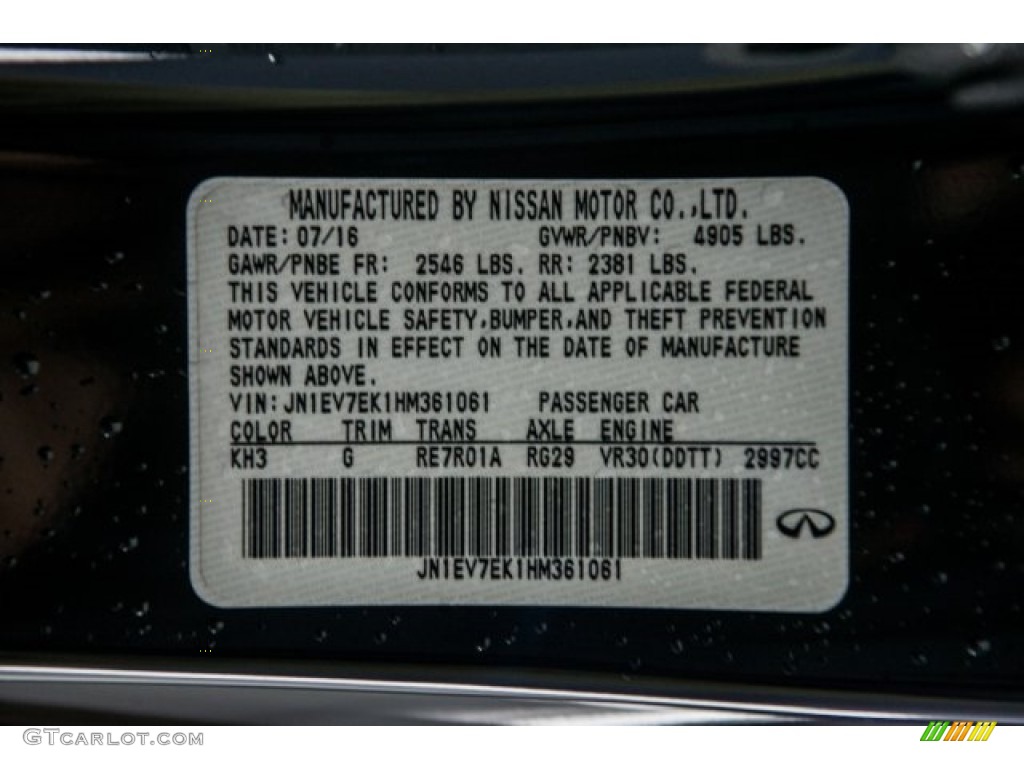 MANUFACTURED BY NISSAN MOTOR CO.,LTD.
DATE: 07/16 GVWR/PNBV: 4905 LBS.
GAWR/PNBE FR: 2546 LBS. RR: 2381 LBS.
THIS VEHICLE CONFORMS TO ALL APPLICABLE FEDERAL
MOTOR VEHICLE SAFETY,BUMPER,AND THEFT PREVENTION
STANDARDS IN EFFECT ON THE DATE OF MANUFACTURE
SHOWN ABOVE.
VIN: JN1EV7EK1HM361061 PASSENGER CAR
COLOR TRIM TRANS AXLE ENGINE
KH3 G RE7R01A RG29 VR30(DDTT) 2997CC
JN1EV7EK1HM361061
GTCarlot.com